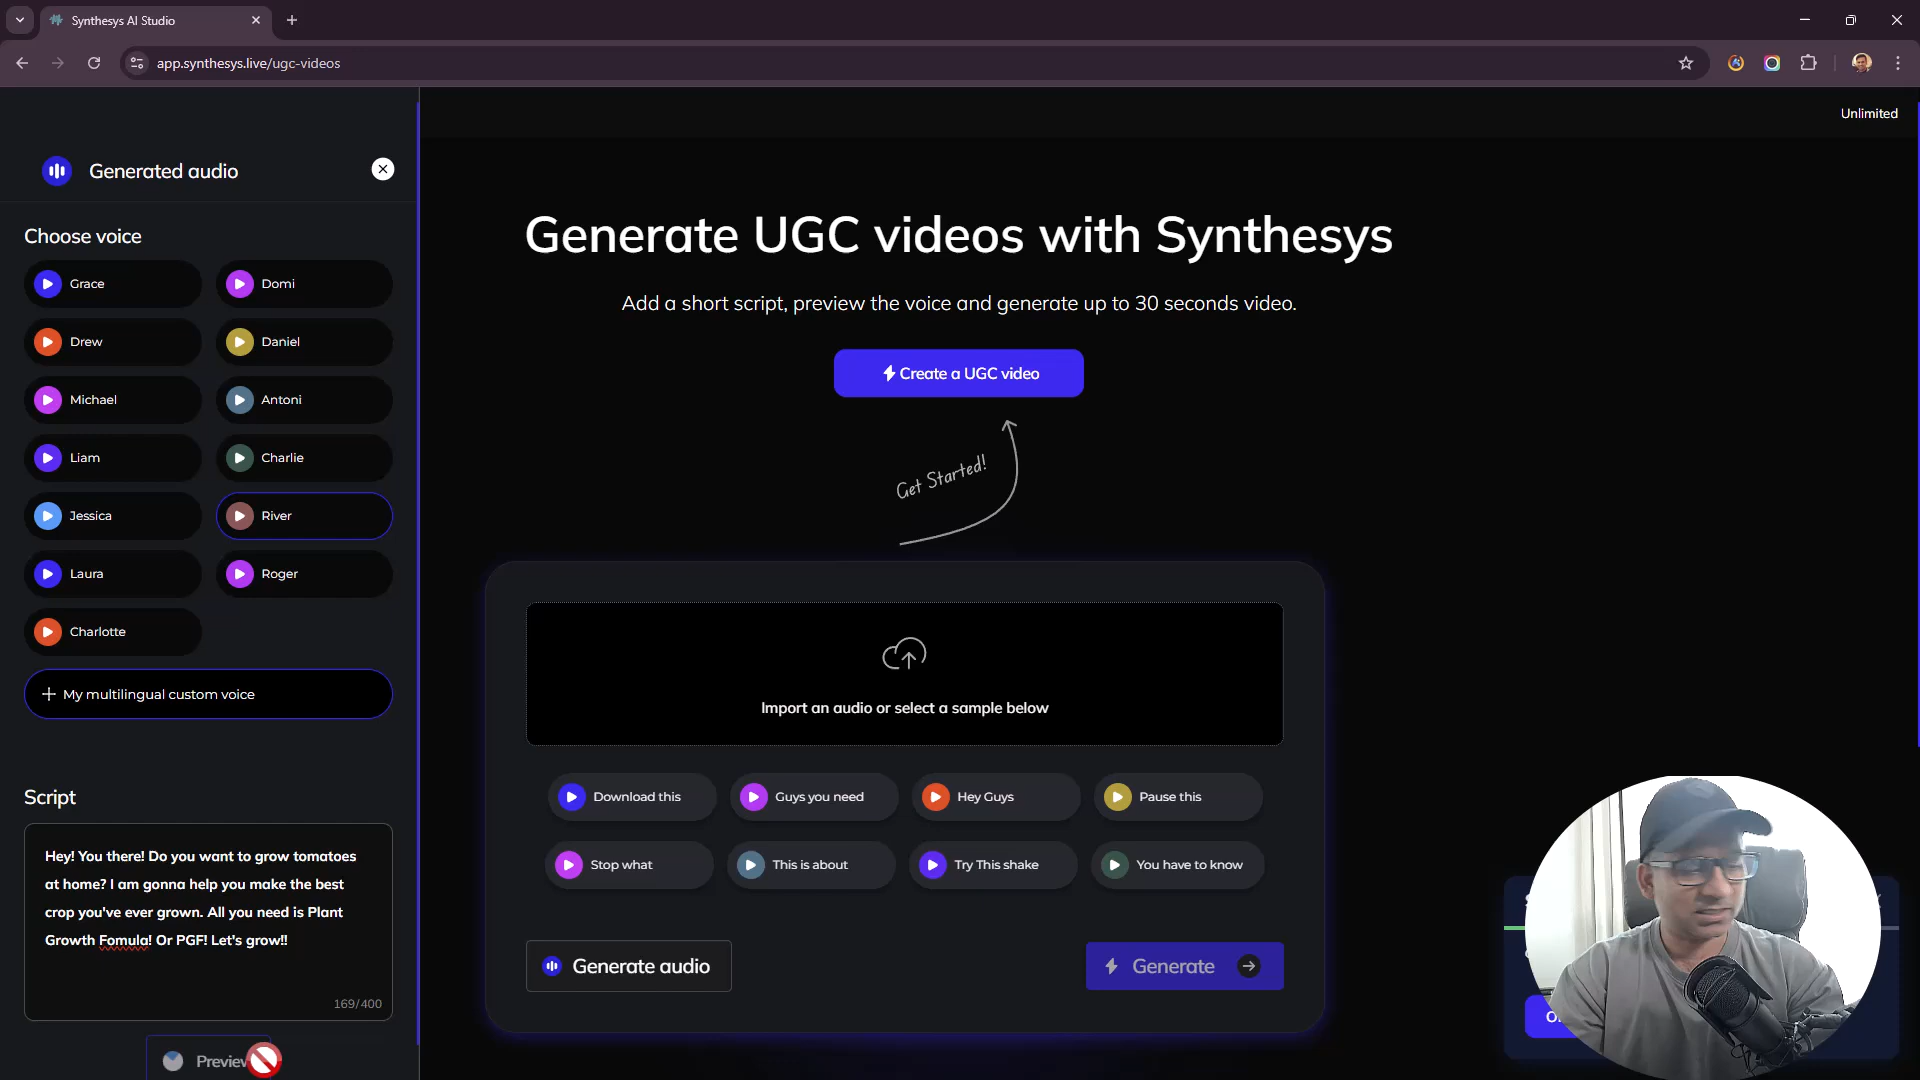 Synthesys AI Studio
app.synthesys.live/ugc-videos
Unlimited
Generated audio
Choose voice
Grace
Domi
Drew
Daniel
Michael
Antoni
Liam
Charlie
Jessica
River
Laura
Roger
Charlotte
My multilingual custom voice
Script
Hey! You there! Do you want to grow tomatoes
at home? I am gonna help you make the best
crop you've ever grown. All you need is Plant
Growth Fomula! Or PGF! Let's grow!!
169/400
Generate UGC videos with Synthesys
Add a short script, preview the voice and generate up to 30 seconds video.
Create a UGC video
Get Started!
Import an audio or select a sample below
Download this
Guys you need
Hey Guys
Pause this
Stop what
This is about
Try This shake
You have to know
Generate audio
Generate